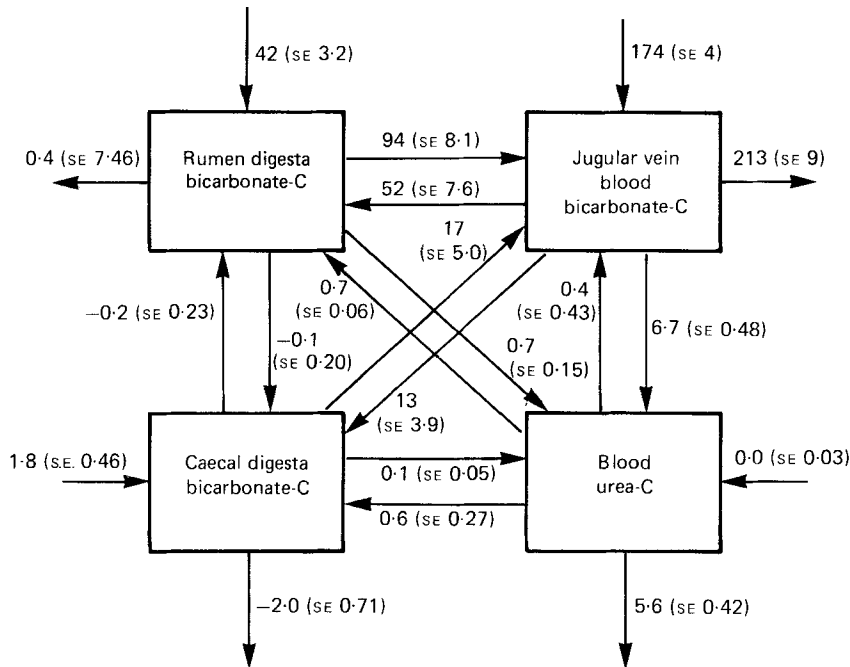 42 (SE 3·2)
174 (SE 4)
0·4 (SE 7·46)
Rumen digesta
bicarbonate-C
94 (SE 8·1)
52 (SE 7·6)
Jugular vein
blood
bicarbonate-C
213 (SE 9)
17
(SE 5·0)
−0·2 (SE 0·23)
−0·1
(SE 0·20)
0·7
(SE 0·06)
0·4
(SE 0·43)
6·7 (SE 0·48)
0·7
(SE 0·15)
13
(SE 3·9)
1·8 (S.E. 0·46)
Caecal digesta
bicarbonate-C
0·1 (SE 0·05)
0·6 (SE 0·27)
Blood
urea-C
0·0 (SE 0·03)
−2·0 (SE 0·71)
5·6 (SE 0·42)